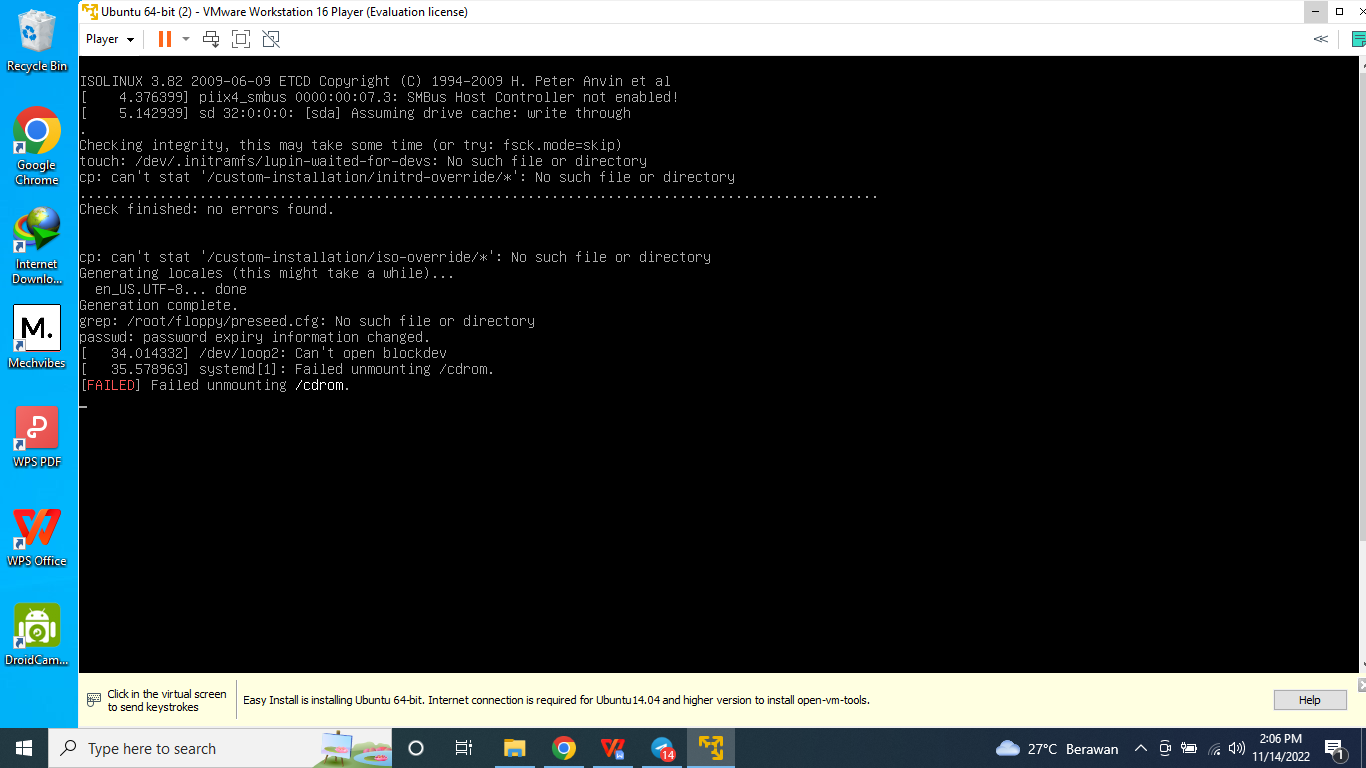 Ubuntu 64-bit (2) - VMware Workstation 16 Player (Evaluation license)
Player
Recycle Bin
Google
Chrome
Internet
Downlo...
M.
Mechvibes
WPS PDF
WPS Office
DroidCam...
ISOLINUX 3.82 2009-06-09 ETCD Copyright (C) 1994-2009 H. Peter Anvin et al
[    4.376399] piix4_smbus 0000:00:07.3: SMBus Host Controller not enabled!
[    5.142939] sd 32:0:0:0: [sda] Assuming drive cache: write through
.
Checking integrity, this may take some time (or try: fsck.mode=skip)
touch: /dev/.initramfs/lupin-waited-for-devs: No such file or directory
cp: can't stat '/custom-installation/initrd-override/*': No such file or directory
....................................................................................................
Check finished: no errors found.
cp: can't stat '/custom-installation/iso-override/*': No such file or directory
Generating locales (this might take a while)...
  en_US.UTF-8... done
Generation complete.
grep: /root/floppy/preseed.cfg: No such file or directory
passwd: password expiry information changed.
[   34.014332] /dev/loop2: Can't open blockdev
[   35.578963] systemd[1]: Failed unmounting /cdrom.
[FAILED] Failed unmounting /cdrom.
Click in the virtual screen
to send keystrokes
Easy Install is installing Ubuntu 64-bit. Internet connection is required for Ubuntu14.04 and higher version to install open-vm-tools.
Help
Type here to search
14
27°C Berawan
2:06 PM
11/14/2022
1